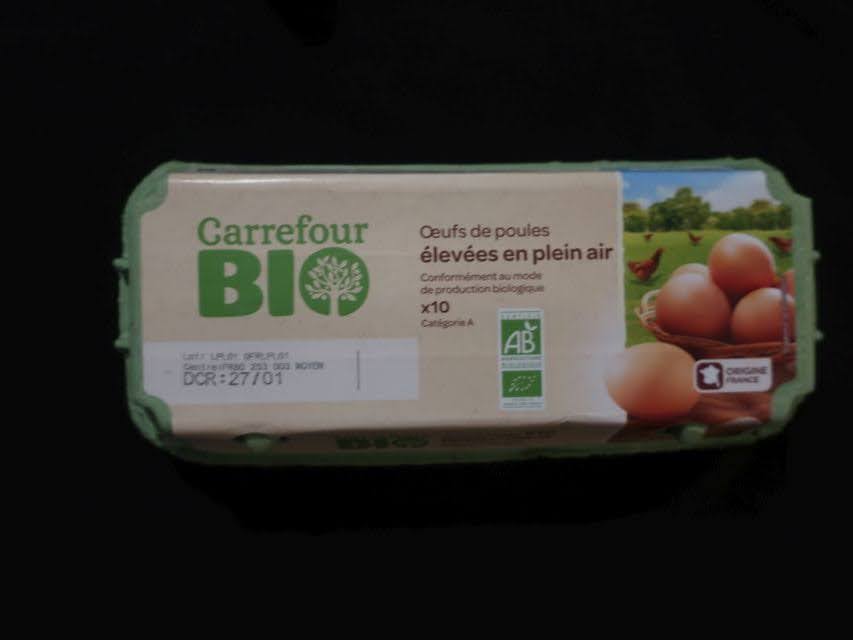 Carrefour
BIO
Œufs de poules
élevées en plein air
Conformément au mode
de production biologique
x10
Catégorie A
AB
DCR:27/01
ORIGINE
FRANCE
BIO